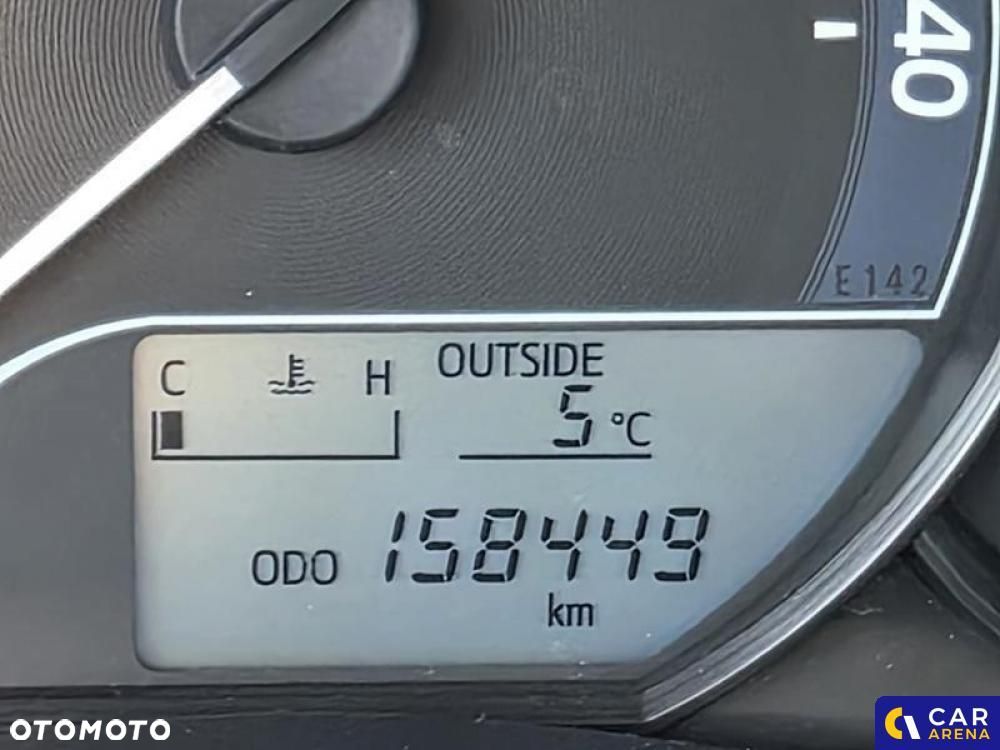 40
E142
C H OUTSIDE
5 °C
ODO 158449
km
OTOMOTO
CAR
ARENA